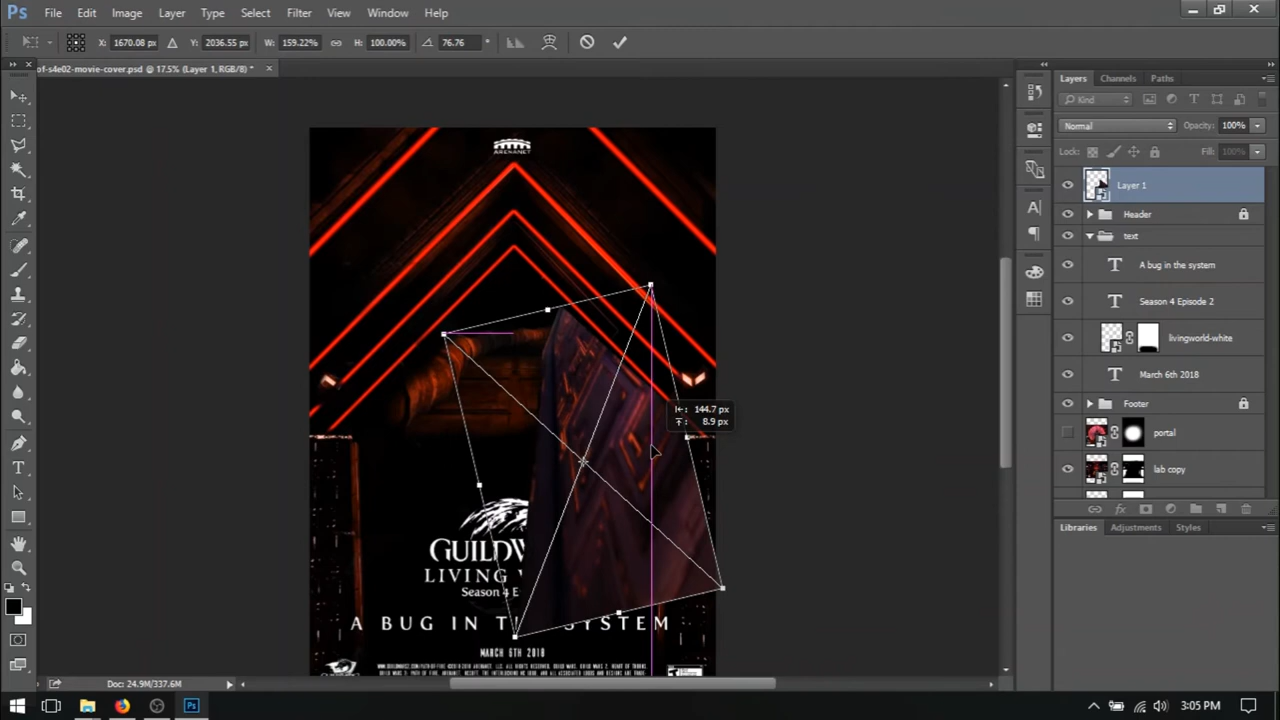 Ps File Edit Image Layer Type Select Filter View Window Help
X: 1670.08 px Y: 2036.55 px W: 159.22% H: 100.00% 76.76 °
of-s4e02-movie-cover.psd @ 17.5% (Layer 1, RGB/8) * ×
Layers Channels Paths
Kind
Normal Opacity: 100%
Lock: Fill: 100%
Layer 1
Header
text
T A bug in the system
T Season 4 Episode 2
livingworld-white
T March 6th 2018
Footer
portal
lab copy
Libraries Adjustments Styles
ARENANET
144.7 px
8.9 px
GUILD W
LIVING
Season 4 E
A BUG IN T SYSTEM
MARCH 6TH 2018
Doc: 24.9M/337.6M
Ps 3:05 PM